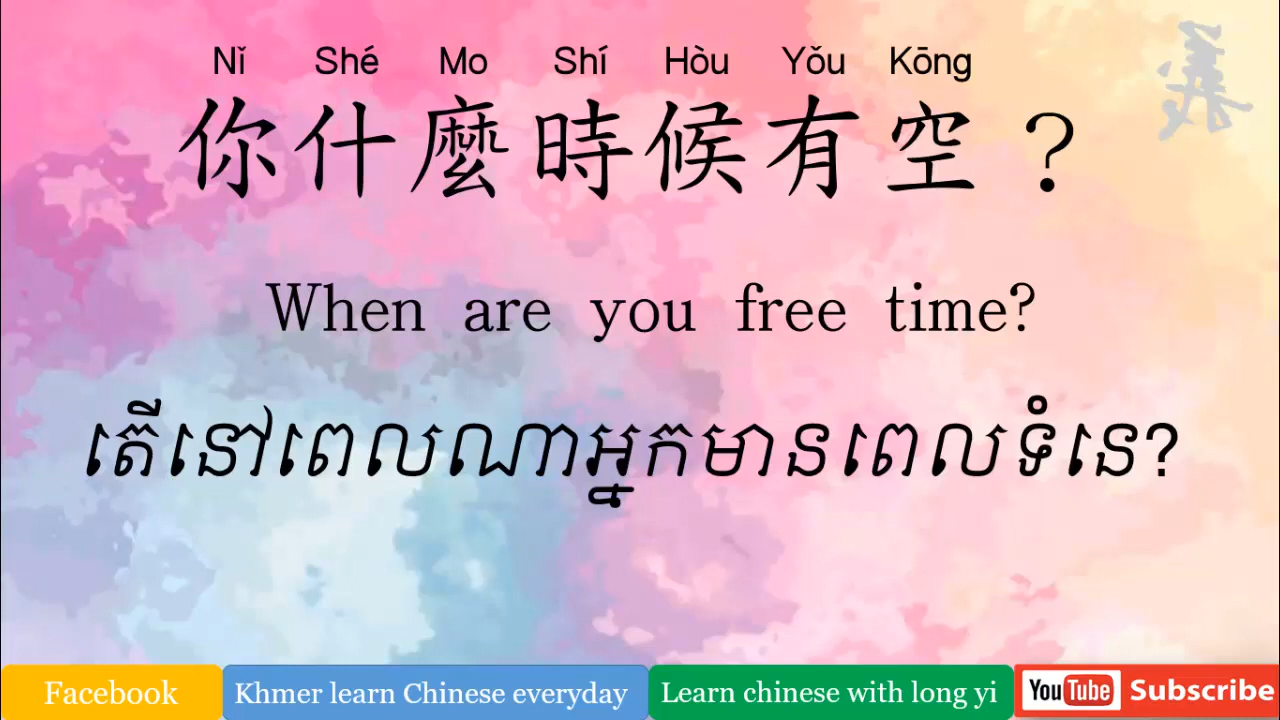 Nǐ Shé Mo Shí Hòu Yǒu Kōng
你什麼時候有空？
義
When are you free time?
តើនៅពេលណាអ្នកមានពេលទំនេ?
Facebook
Khmer learn Chinese everyday
Learn chinese with long yi
YouTube Subscribe